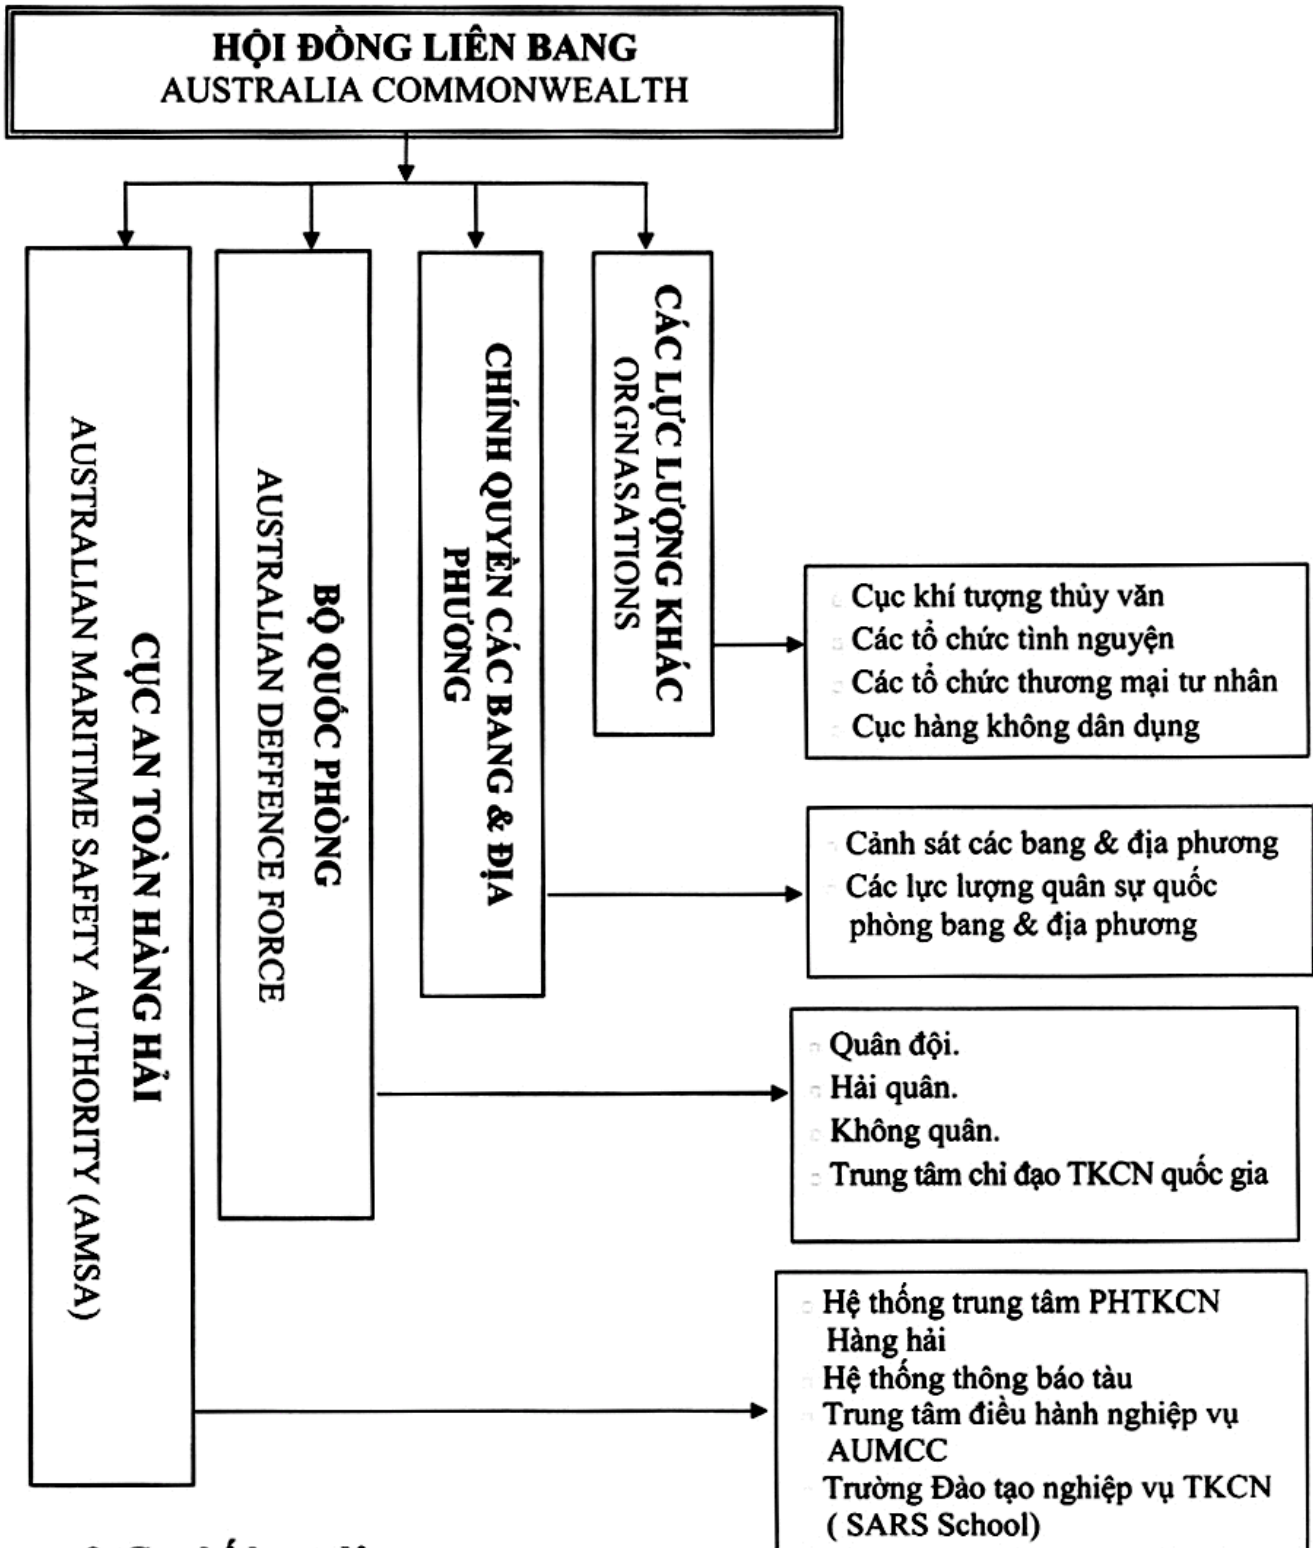 HỘI ĐỒNG LIÊN BANG
AUSTRALIA COMMONWEALTH
CỤC AN TOÀN HÀNG HẢI
AUSTRALIAN MARITIME SAFETY AUTHORITY (AMSA)
BỘ QUỐC PHÒNG
AUSTRALIAN DEFFENCE FORCE
CHÍNH QUYỀN CÁC BANG & ĐỊA
PHƯƠNG
CÁC LỰC LƯỢNG KHÁC
ORGNASATIONS
Cục khí tượng thủy văn
Các tổ chức tình nguyện
Các tổ chức thương mại tư nhân
Cục hàng không dân dụng
Cảnh sát các bang & địa phương
Các lực lượng quân sự quốc
phòng bang & địa phương
Quân đội.
Hải quân.
Không quân.
Trung tâm chỉ đạo TKCN quốc gia
Hệ thống trung tâm PHTKCN
Hàng hải
Hệ thống thông báo tàu
Trung tâm điều hành nghiệp vụ
AUMCC
Trường Đào tạo nghiệp vụ TKCN
( SARS School)